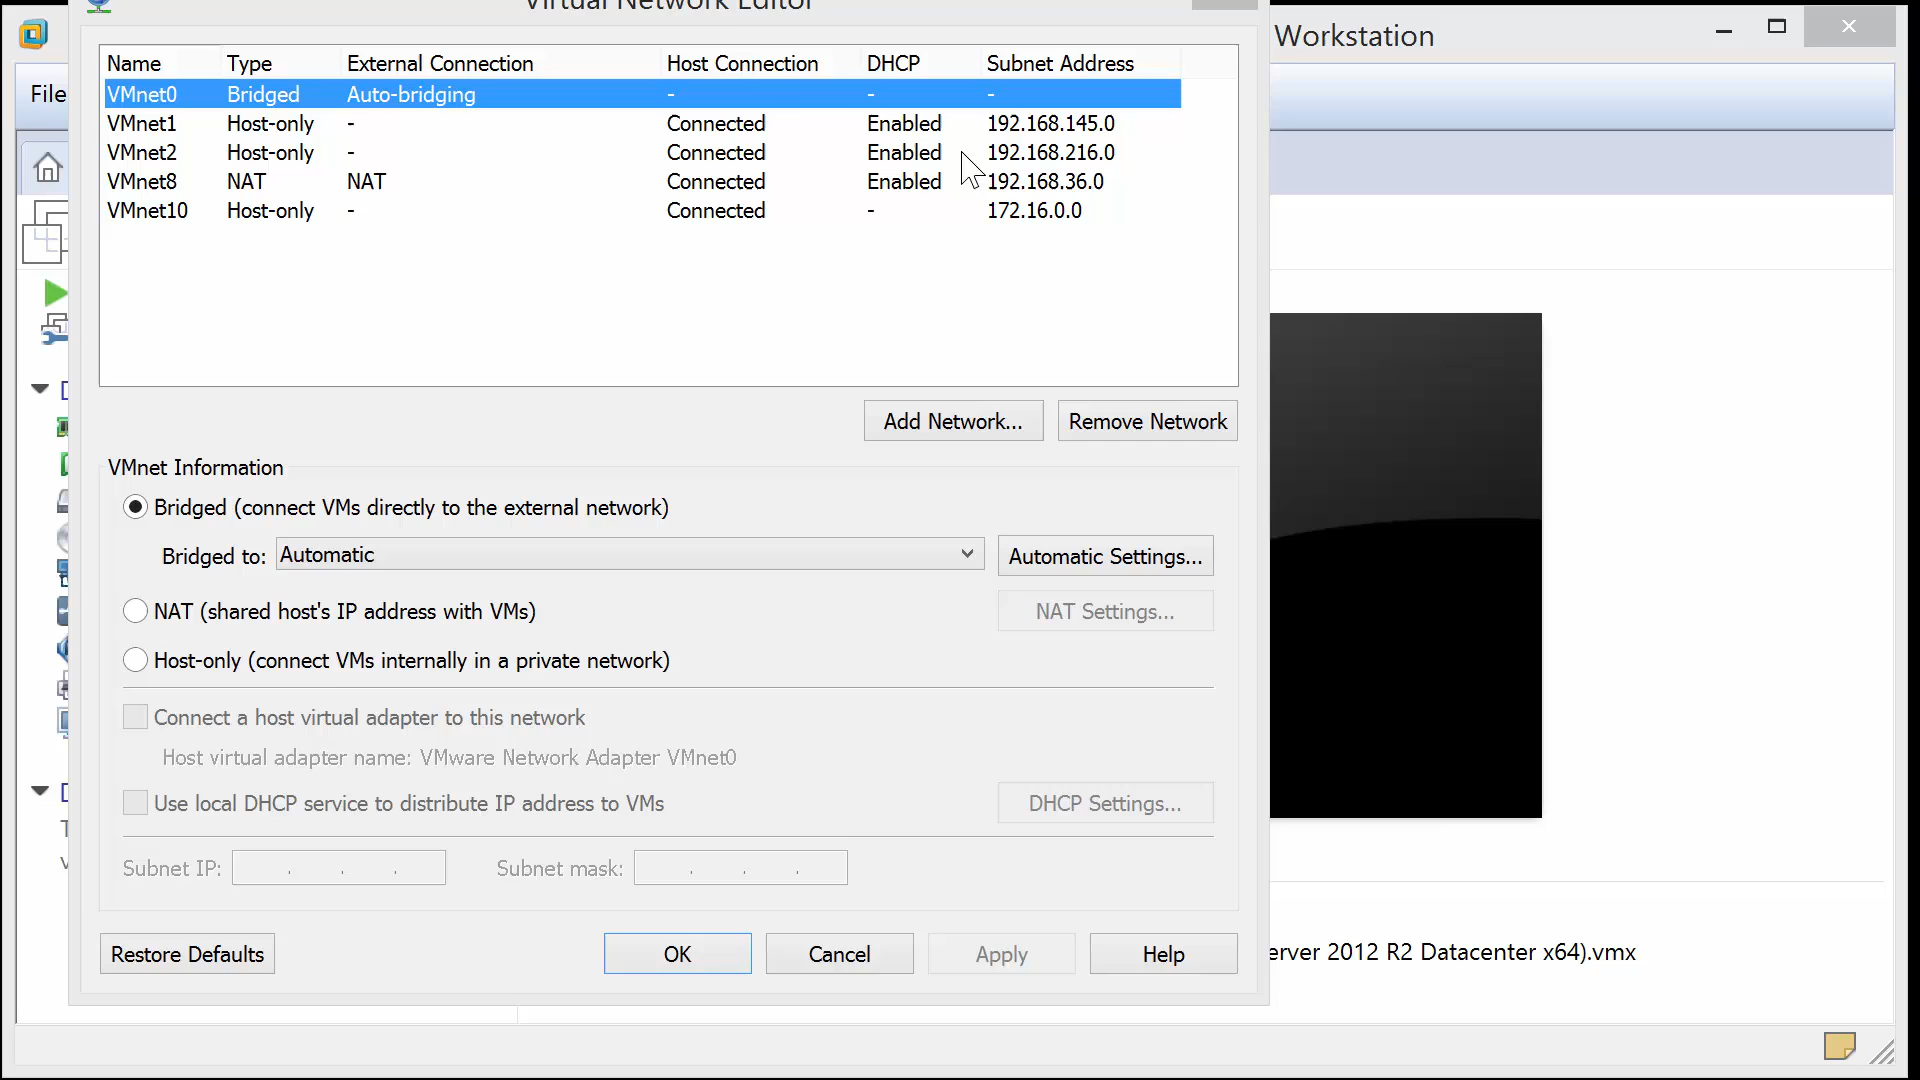 Virtual Network Editor
Workstation
File
Name Type External Connection Host Connection DHCP Subnet Address
VMnet0 Bridged Auto-bridging - - -
VMnet1 Host-only - Connected Enabled 192.168.145.0
VMnet2 Host-only - Connected Enabled 192.168.216.0
VMnet8 NAT NAT Connected Enabled 192.168.36.0
VMnet10 Host-only - Connected - 172.16.0.0
Add Network... Remove Network
VMnet Information
Bridged (connect VMs directly to the external network)
Bridged to: Automatic Automatic Settings...
NAT (shared host's IP address with VMs) NAT Settings...
Host-only (connect VMs internally in a private network)
Connect a host virtual adapter to this network
Host virtual adapter name: VMware Network Adapter VMnet0
Use local DHCP service to distribute IP address to VMs DHCP Settings...
Subnet IP: . . . Subnet mask: . . .
Restore Defaults OK Cancel Apply Help
erver 2012 R2 Datacenter x64).vmx